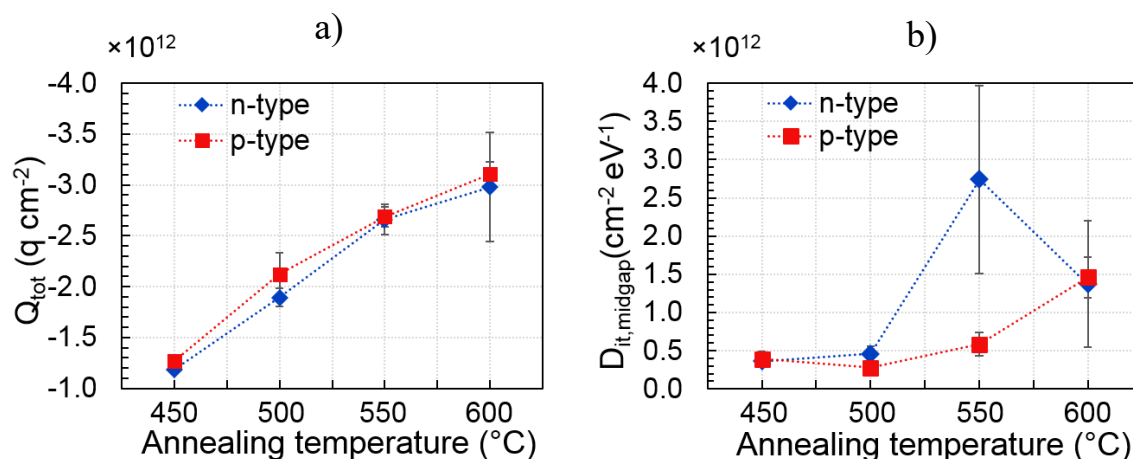 a)
×10¹²
-4.0
-3.5
-3.0
-2.5
-2.0
-1.5
-1.0
Q_tot (q cm⁻²)
n-type
p-type
450 500 550 600
Annealing temperature (°C)
b)
×10¹²
4.0
3.5
3.0
2.5
2.0
1.5
1.0
0.5
0.0
D_it,midgap(cm⁻² eV⁻¹)
n-type
p-type
450 500 550 600
Annealing temperature (°C)